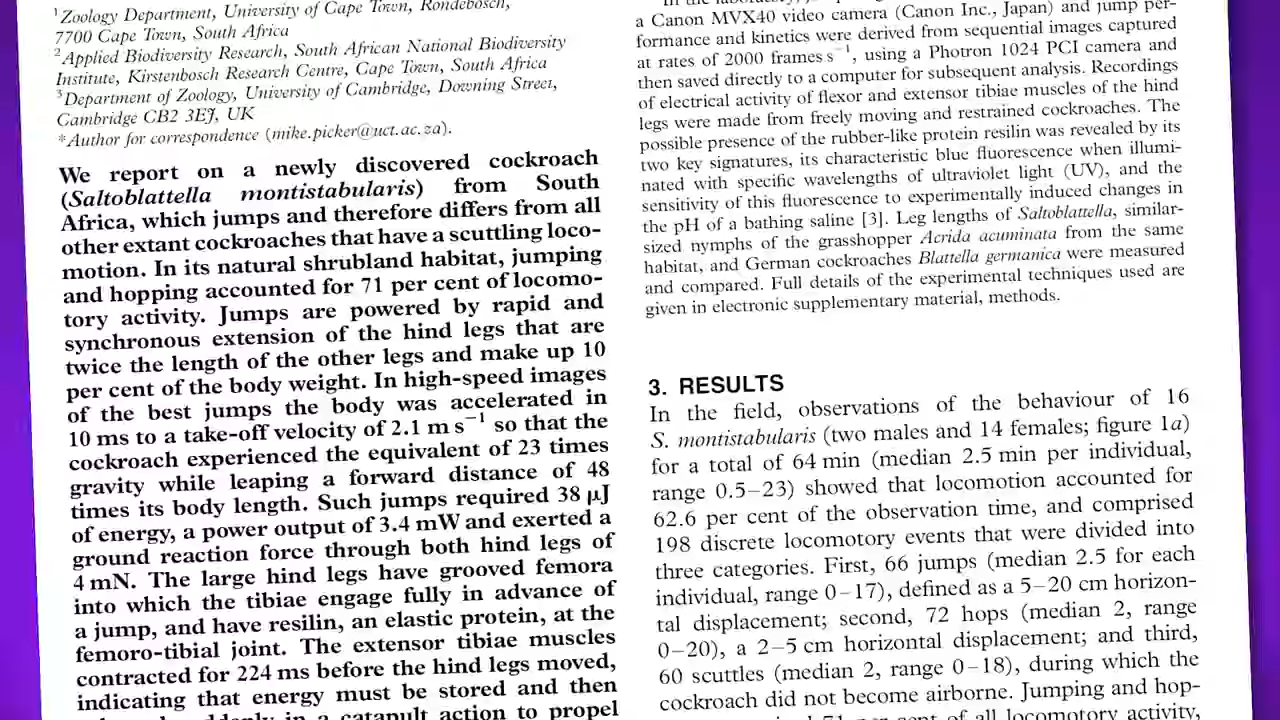 ¹Zoology Department, University of Cape Town, Rondebosch,
7700 Cape Town, South Africa
²Applied Biodiversity Research, South African National Biodiversity
Institute, Kirstenbosch Research Centre, Cape Town, South Africa
³Department of Zoology, University of Cambridge, Downing Street,
Cambridge CB2 3EJ, UK
*Author for correspondence (mike.picker@uct.ac.za).
We report on a newly discovered cockroach
(Saltoblattella montistabularis) from South
Africa, which jumps and therefore differs from all
other extant cockroaches that have a scuttling loco-
motion. In its natural shrubland habitat, jumping
and hopping accounted for 71 per cent of locomo-
tory activity. Jumps are powered by rapid and
synchronous extension of the hind legs that are
twice the length of the other legs and make up 10
per cent of the body weight. In high-speed images
of the best jumps the body was accelerated in
10 ms to a take-off velocity of 2.1 m s⁻¹ so that the
cockroach experienced the equivalent of 23 times
gravity while leaping a forward distance of 48
times its body length. Such jumps required 38 μJ
of energy, a power output of 3.4 mW and exerted a
ground reaction force through both hind legs of
4 mN. The large hind legs have grooved femora
into which the tibiae engage fully in advance of
a jump, and have resilin, an elastic protein, at the
femoro-tibial joint. The extensor tibiae muscles
contracted for 224 ms before the hind legs moved,
indicating that energy must be stored and then
in a catapult action to propel
a Canon MVX40 video camera (Canon Inc., Japan) and jump per-
formance and kinetics were derived from sequential images captured
at rates of 2000 frames s⁻¹, using a Photron 1024 PCI camera and
then saved directly to a computer for subsequent analysis. Recordings
of electrical activity of flexor and extensor tibiae muscles of the hind
legs were made from freely moving and restrained cockroaches. The
possible presence of the rubber-like protein resilin was revealed by its
two key signatures, its characteristic blue fluorescence when illumi-
nated with specific wavelengths of ultraviolet light (UV), and the
sensitivity of this fluorescence to experimentally induced changes in
the pH of a bathing saline [3]. Leg lengths of Saltoblattella, similar-
sized nymphs of the grasshopper Acrida acuminata from the same
habitat, and German cockroaches Blattella germanica were measured
and compared. Full details of the experimental techniques used are
given in electronic supplementary material, methods.
3. RESULTS
In the field, observations of the behaviour of 16
S. montistabularis (two males and 14 females; figure 1a)
for a total of 64 min (median 2.5 min per individual,
range 0.5–23) showed that locomotion accounted for
62.6 per cent of the observation time, and comprised
198 discrete locomotory events that were divided into
three categories. First, 66 jumps (median 2.5 for each
individual, range 0–17), defined as a 5–20 cm horizon-
tal displacement; second, 72 hops (median 2, range
0–20), a 2–5 cm horizontal displacement; and third,
60 scuttles (median 2, range 0–18), during which the
cockroach did not become airborne. Jumping and hop-
71 per cent of all locomotory activity,